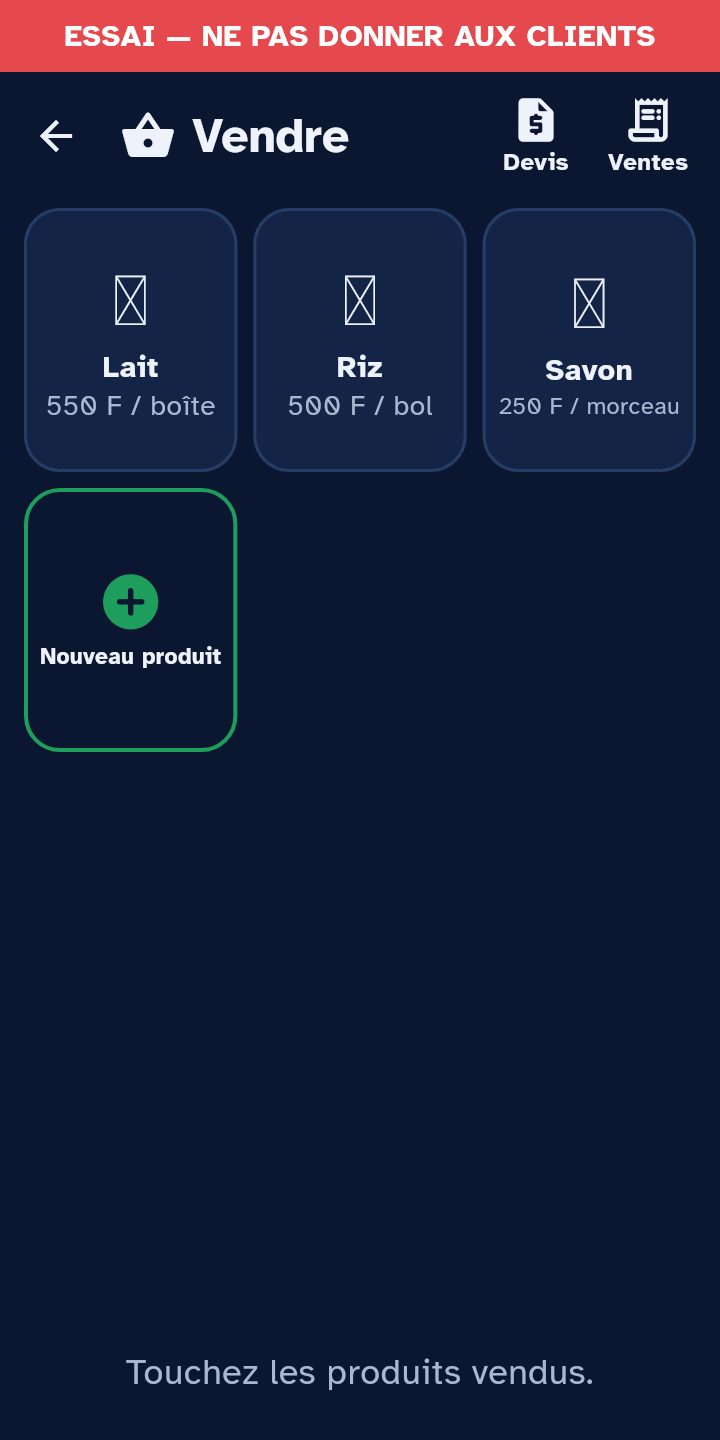 ESSAI — NE PAS DONNER AUX CLIENTS
Vendre
Devis
Ventes
Lait
550 F / boîte
Riz
500 F / bol
Savon
250 F / morceau
Nouveau produit
Touchez les produits vendus.